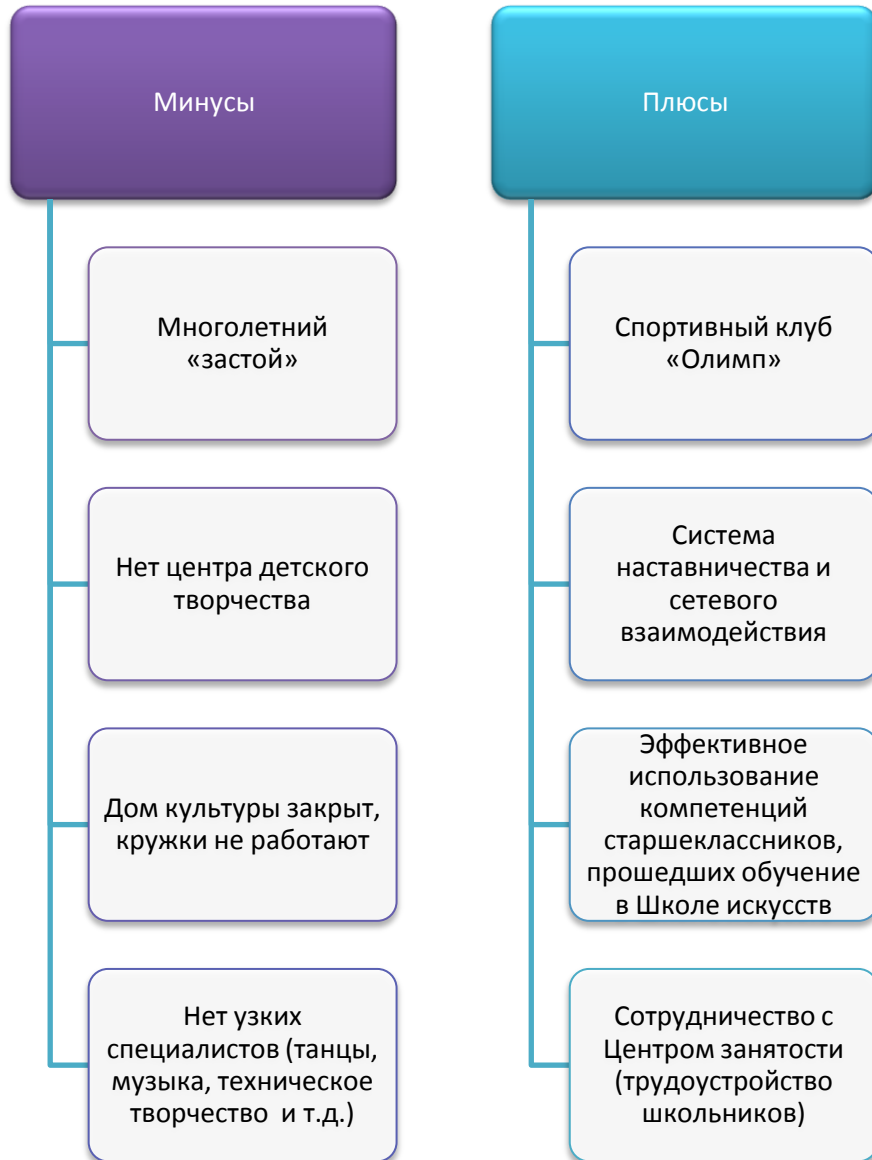 Минусы
Многолетний
«застой»
Нет центра детского
творчества
Дом культуры закрыт,
кружки не работают
Нет узких
специалистов (танцы,
музыка, техническое
творчество и т.д.)
Плюсы
Спортивный клуб
«Олимп»
Система
наставничества и
сетевого
взаимодействия
Эффективное
использование
компетенций
старшеклассников,
прошедших обучение
в Школе искусств
Сотрудничество с
Центром занятости
(трудоустройство
школьников)